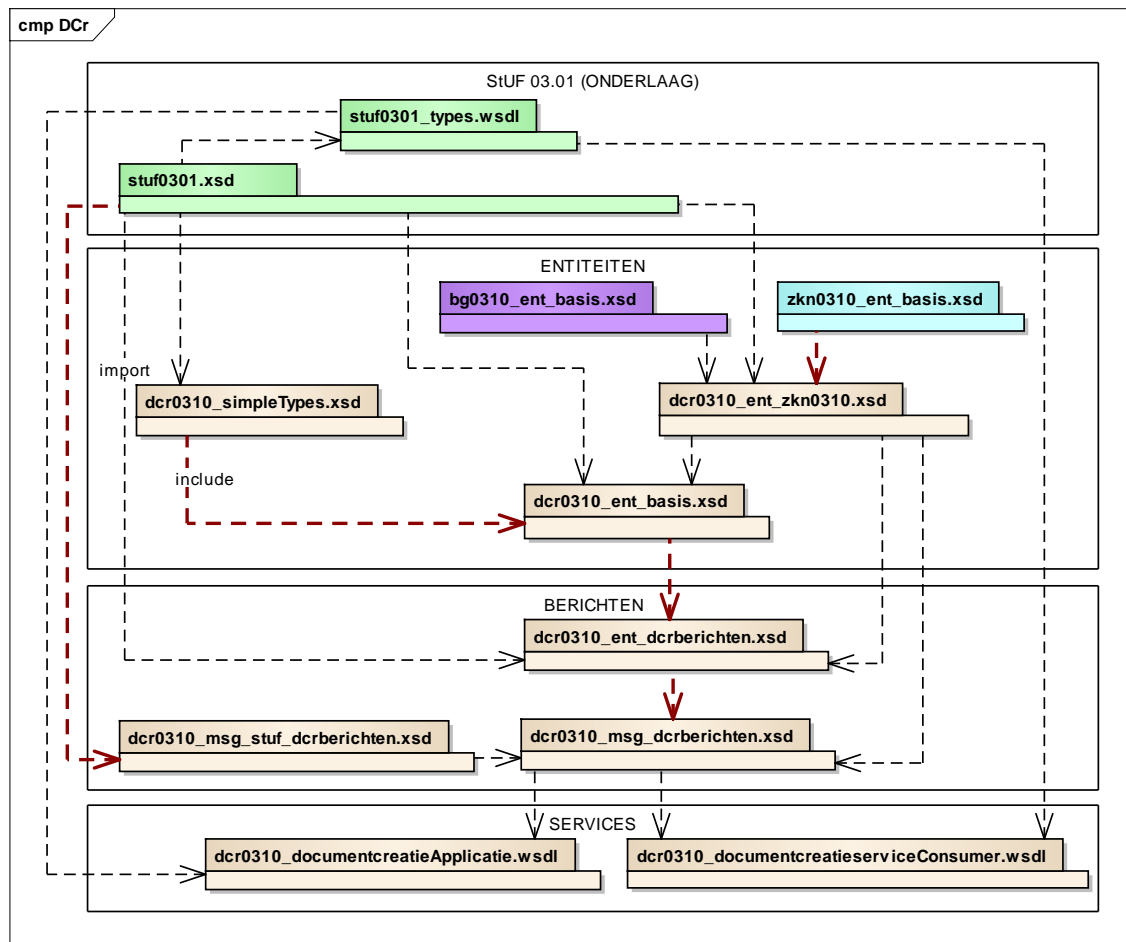 cmp DCr
StUF 03.01 (ONDERLAAG)
stuf0301_types.wsdl
stuf0301.xsd
ENTITEITEN
bg0310_ent_basis.xsd
zkn0310_ent_basis.xsd
import
dcr0310_simpleTypes.xsd
dcr0310_ent_zkn0310.xsd
include
dcr0310_ent_basis.xsd
BERICHTEN
dcr0310_ent_dcrberichten.xsd
dcr0310_msg_stuf_dcrberichten.xsd
dcr0310_msg_dcrberichten.xsd
SERVICES
dcr0310_documentcreatieApplicatie.wsdl
dcr0310_documentcreatieserviceConsumer.wsdl